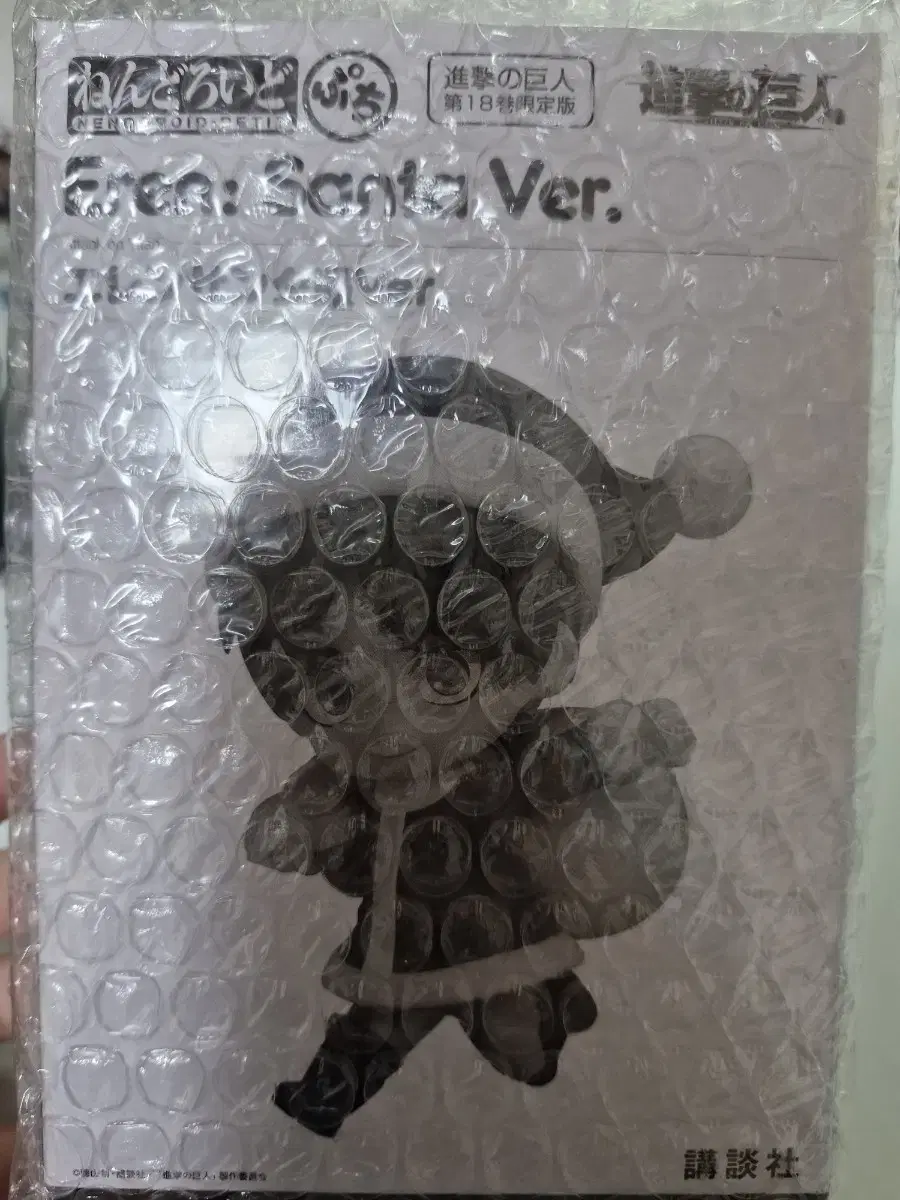 ねんどろいど ぷち
NENDOROID PETIT
進撃の巨人
第18巻限定版
進撃の巨人
Eren: Santa Ver.
講談社